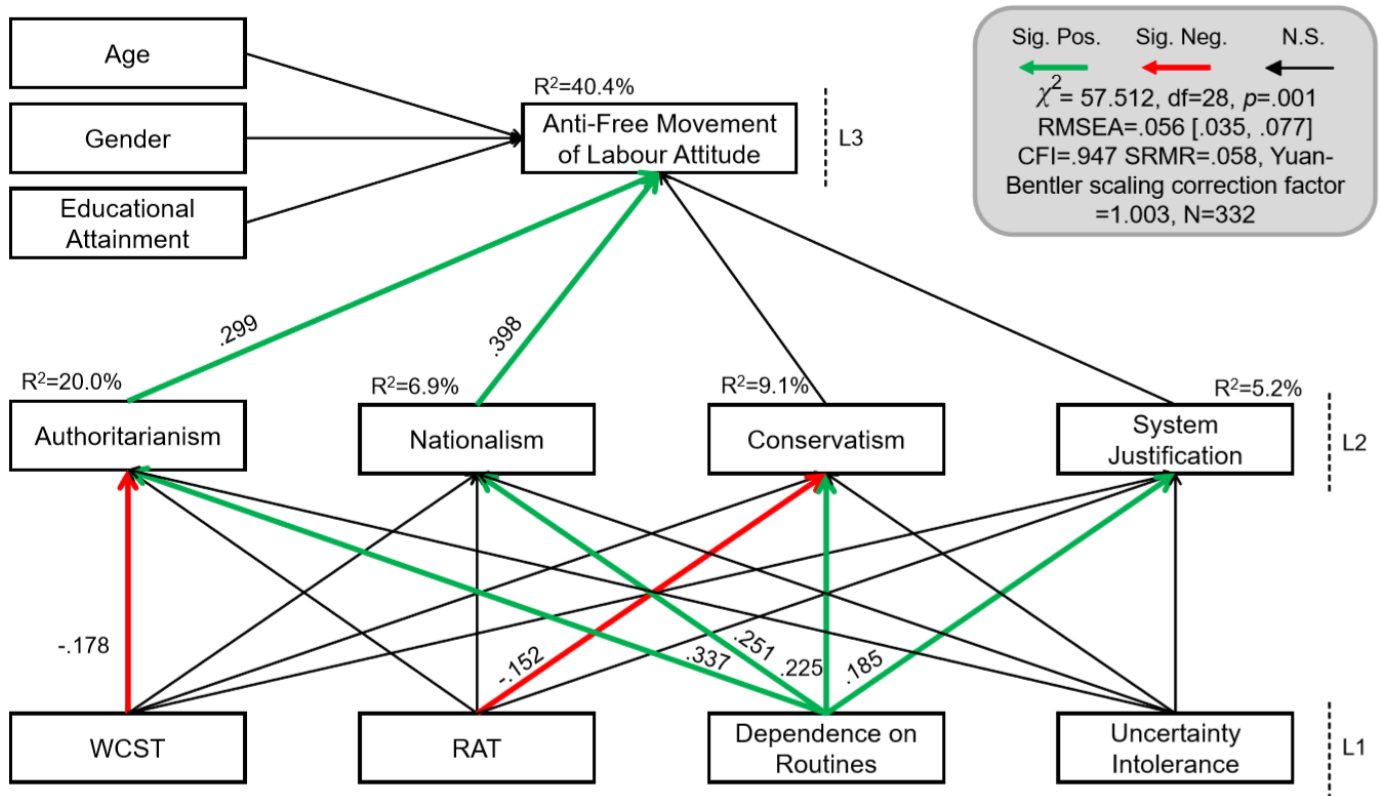 Age
Gender
Educational
Attainment
R²=40.4%
Anti-Free Movement
of Labour Attitude
L3
Sig. Pos. Sig. Neg. N.S.
χ²= 57.512, df=28, p=.001
RMSEA=.056 [.035, .077]
CFI=.947 SRMR=.058, Yuan-
Bentler scaling correction factor
=1.003, N=332
.299
.398
R²=20.0%
R²=6.9%
R²=9.1%
R²=5.2%
Authoritarianism
Nationalism
Conservatism
System
Justification
L2
-.178
-.152
.337
.251
.225
.185
WCST
RAT
Dependence on
Routines
Uncertainty
Intolerance
L1